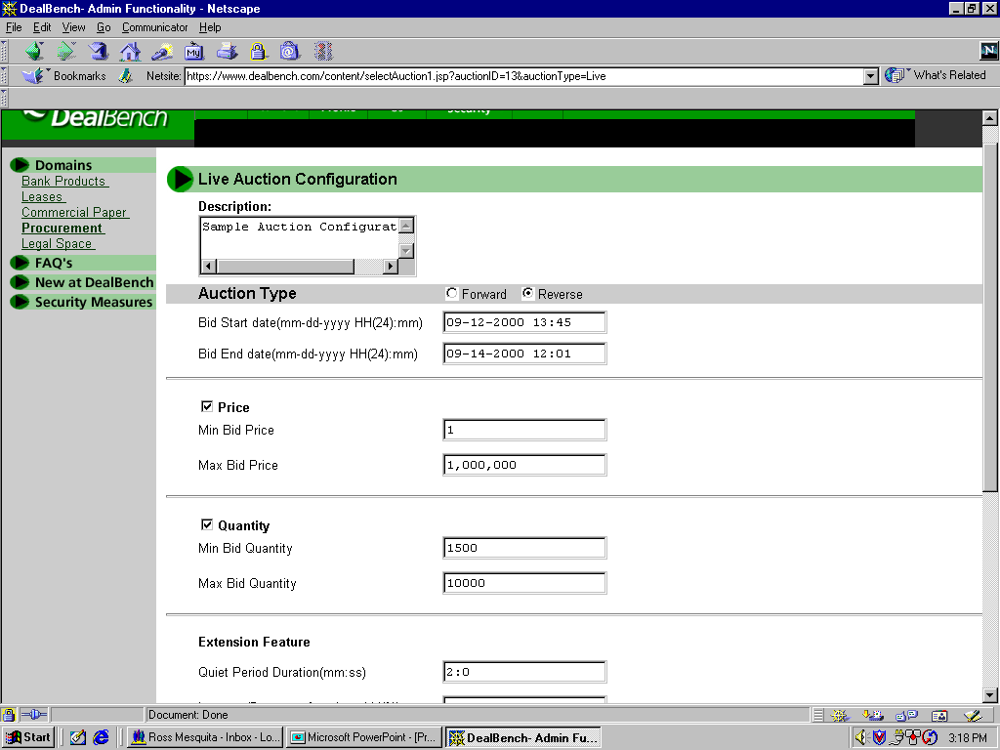 DealBench- Admin Functionality - Netscape
File Edit View Go Communicator Help
My
N
Bookmarks Netsite: https://www.dealbench.com/content/selectAuction1.jsp?auctionID=13&auctionType=Live What's Related
DealBench
Security
Domains
Bank Products
Leases
Commercial Paper
Procurement
Legal Space
FAQ's
New at DealBench
Security Measures
Live Auction Configuration
Description:
Sample Auction Configurat
Auction Type Forward Reverse
Bid Start date(mm-dd-yyyy HH(24):mm) 09-12-2000 13:45
Bid End date(mm-dd-yyyy HH(24):mm) 09-14-2000 12:01
Price
Min Bid Price 1
Max Bid Price 1,000,000
Quantity
Min Bid Quantity 1500
Max Bid Quantity 10000
Extension Feature
Quiet Period Duration(mm:ss) 2:0
Document: Done
Start Ross Mesquita - Inbox - Lo... Microsoft PowerPoint - [Pr... DealBench- Admin Fu... 3:18 PM